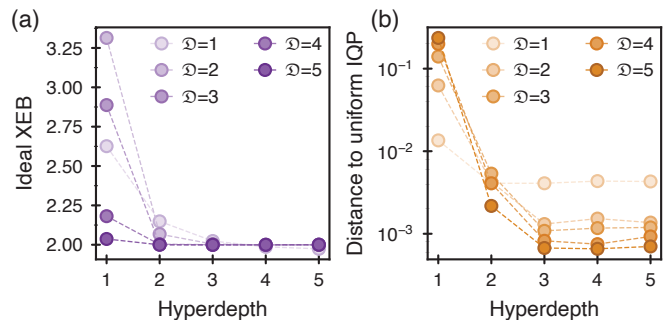 (a)
Ideal XEB
3.25
3.00
2.75
2.50
2.25
2.00
𝔇=1
𝔇=2
𝔇=3
𝔇=4
𝔇=5
1 2 3 4 5
Hyperdepth
(b)
Distance to uniform IQP
10⁻¹
10⁻²
10⁻³
𝔇=1
𝔇=2
𝔇=3
𝔇=4
𝔇=5
1 2 3 4 5
Hyperdepth